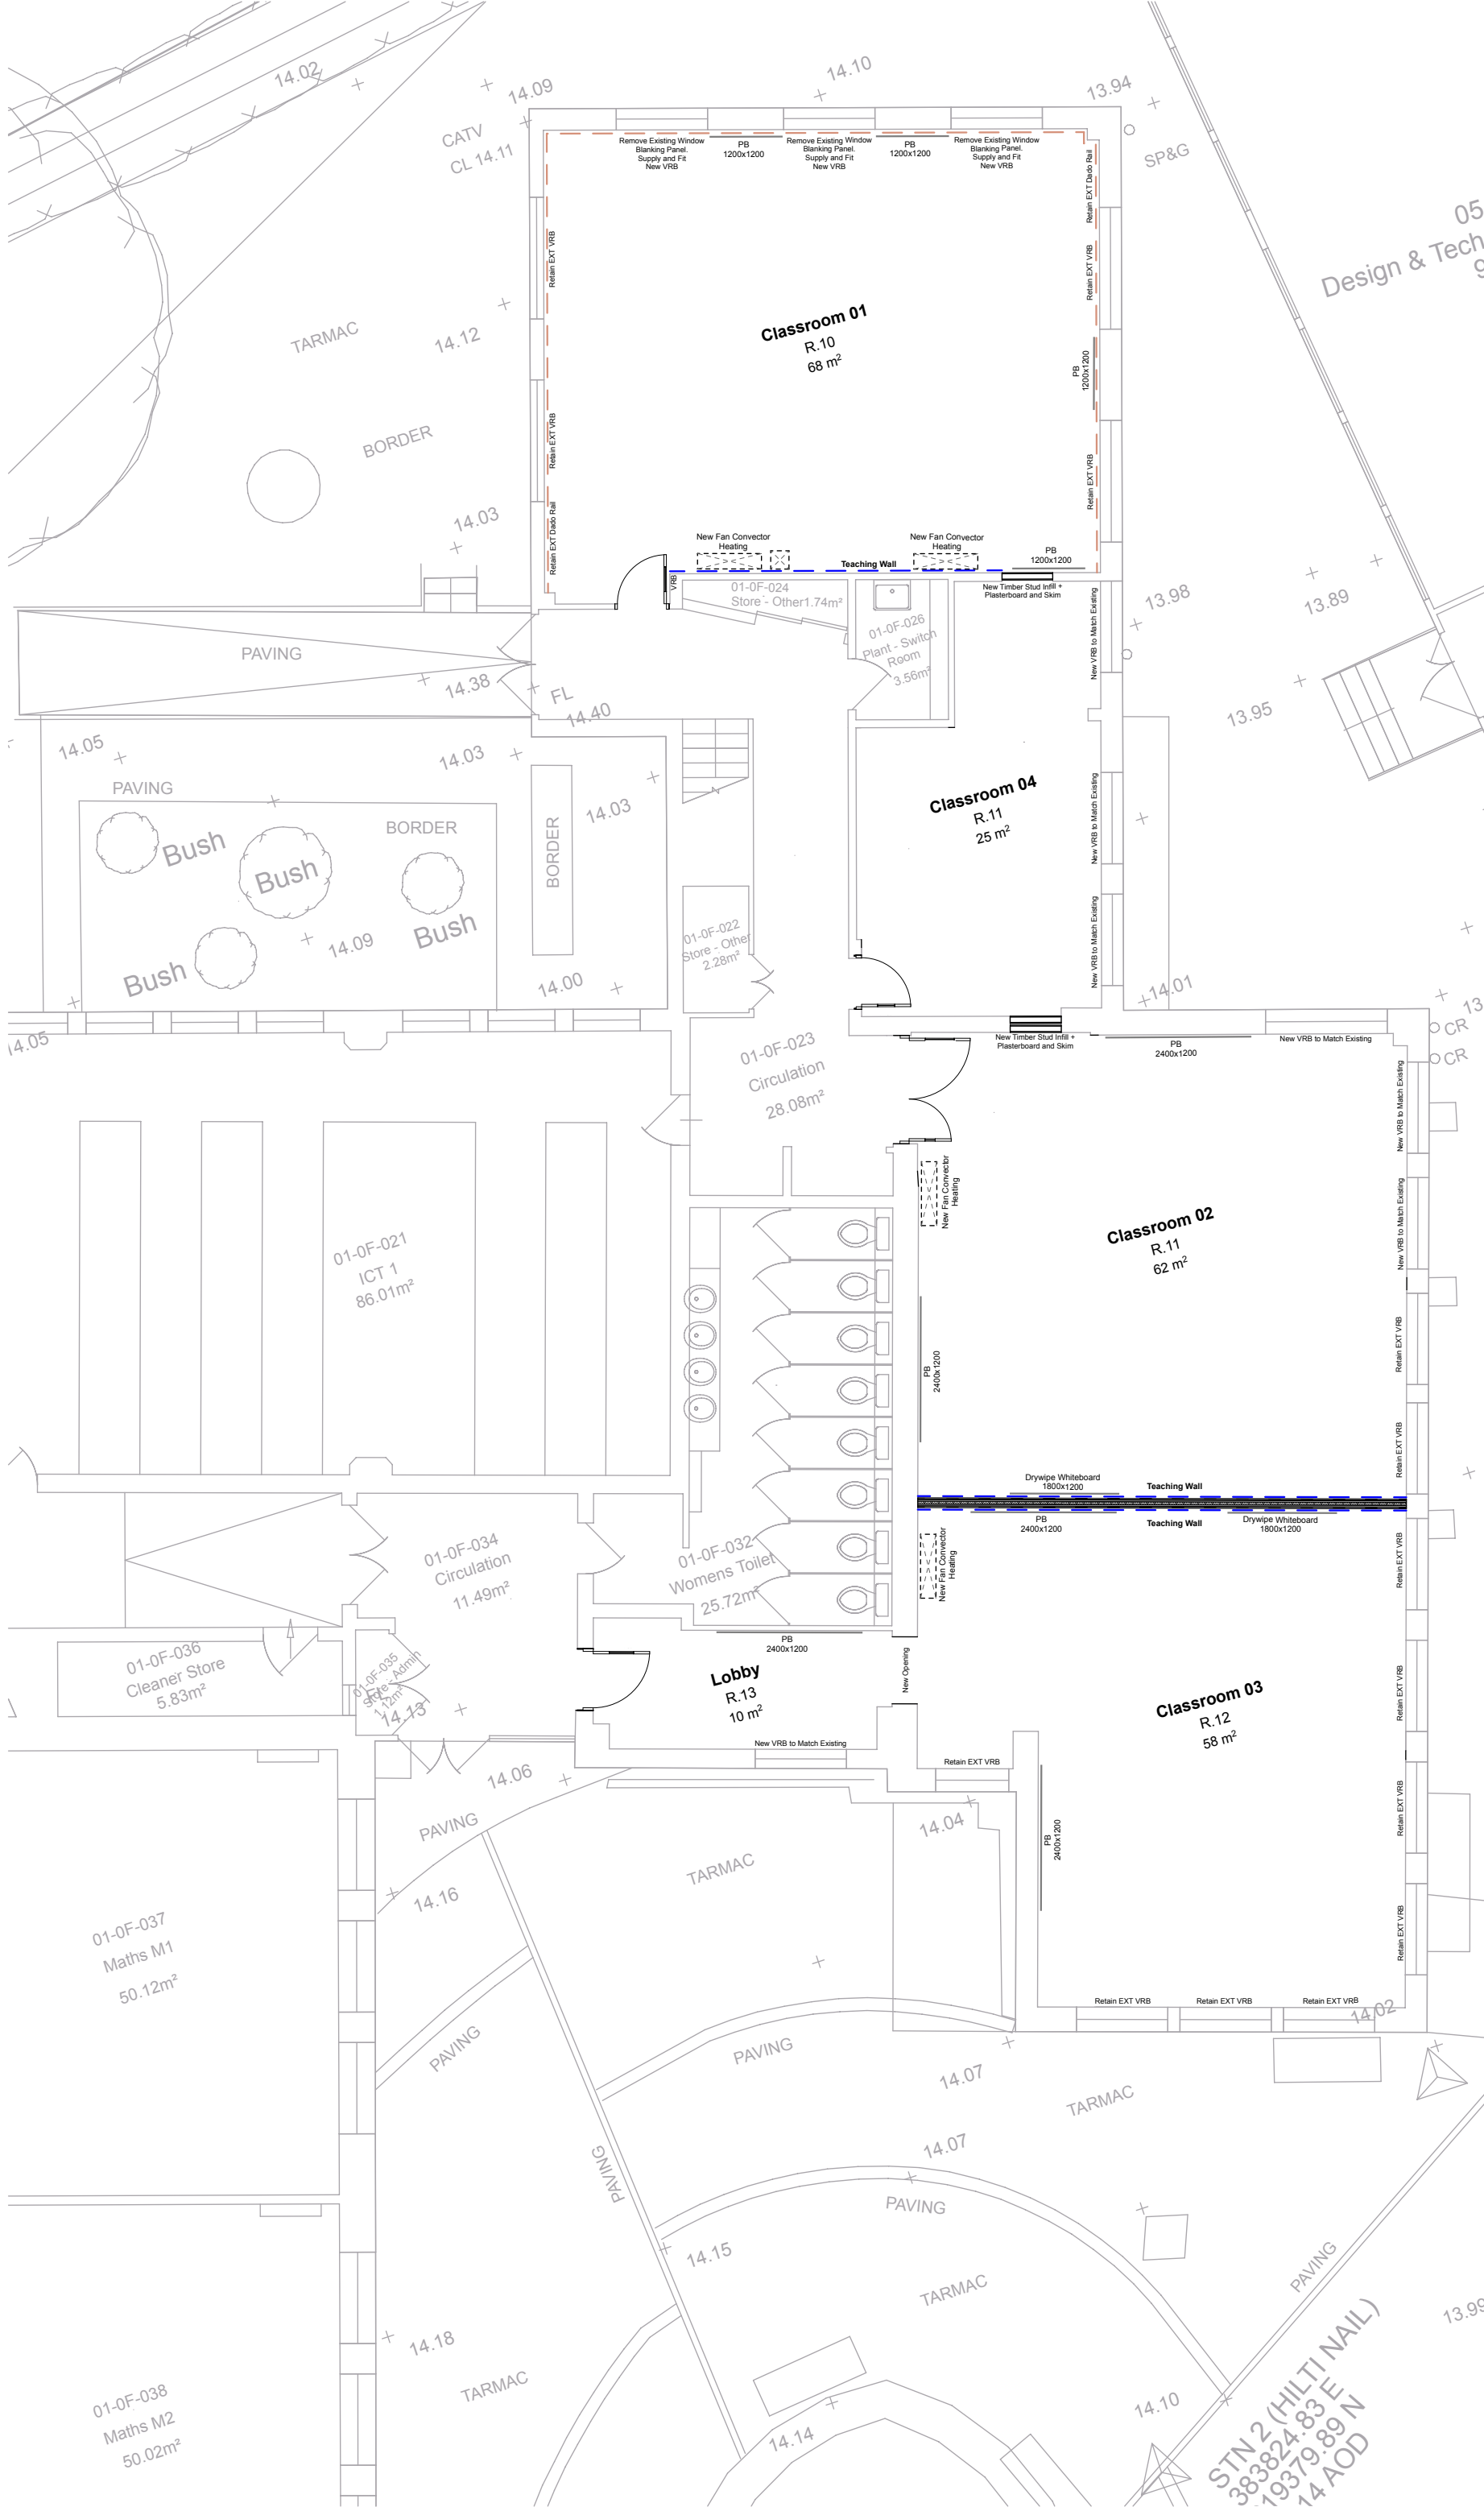 14.02
14.09
14.10
13.94
CATV
CL 14.11
SP&G
Remove Existing Window
Blanking Panel.
Supply and Fit
New VRB
PB
1200x1200
Remove Existing Window
Blanking Panel.
Supply and Fit
New VRB
PB
1200x1200
Remove Existing Window
Blanking Panel.
Supply and Fit
New VRB
Retain EXT Dado Rail
05
Design & Tech
Retain EXT VRB
Retain EXT VRB
TARMAC
14.12
Classroom 01
R.10
68 m²
PB
1200x1200
BORDER
Retain EXT VRB
Retain EXT VRB
14.03
Retain EXT Dado Rail
New Fan Convector
Heating
New Fan Convector
Heating
PB
1200x1200
Teaching Wall
VRB
01-0F-024
Store - Other1.74m²
New Timber Stud Infill +
Plasterboard and Skim
13.98
13.89
01-0F-026
Plant - Switch
Room
3.56m²
New VRB to Match Existing
PAVING
14.38
FL
14.40
13.95
14.05
14.03
PAVING
14.03
BORDER
BORDER
Bush
Bush
Bush
Bush
14.09
Classroom 04
R.11
25 m²
New VRB to Match Existing
New VRB to Match Existing
01-0F-022
Store - Other
2.28m²
14.00
14.01
13.
CR
CR
14.05
01-0F-023
Circulation
28.08m²
New Timber Stud Infill +
Plasterboard and Skim
PB
2400x1200
New VRB to Match Existing
New VRB to Match Existing
New Fan Convector
Heating
New VRB to Match Existing
Classroom 02
R.11
62 m²
01-0F-021
ICT 1
86.01m²
PB
2400x1200
Retain EXT VRB
Retain EXT VRB
Drywipe Whiteboard
1800x1200
Teaching Wall
PB
2400x1200
Teaching Wall
Drywipe Whiteboard
1800x1200
New Fan Convector
Heating
Retain EXT VRB
01-0F-034
Circulation
11.49m²
01-0F-032
Womens Toilet
25.72m²
PB
2400x1200
01-0F-036
Cleaner Store
5.83m²
01-0F-035
Store - Admin
1.12m²
FL
14.13
Lobby
R.13
10 m²
New Opening
Classroom 03
R.12
58 m²
Retain EXT VRB
New VRB to Match Existing
Retain EXT VRB
14.06
PAVING
14.04
TARMAC
PB
2400x1200
Retain EXT VRB
14.16
01-0F-037
Maths M1
50.12m²
Retain EXT VRB
Retain EXT VRB
Retain EXT VRB
Retain EXT VRB
14.02
PAVING
PAVING
14.07
TARMAC
14.07
PAVING
PAVING
14.15
TARMAC
PAVING
13.99
14.18
TARMAC
01-0F-038
Maths M2
50.02m²
14.10
14.14
STN 2 (HILTI NAIL)
383824.83 E
19379.89 N
14 AOD